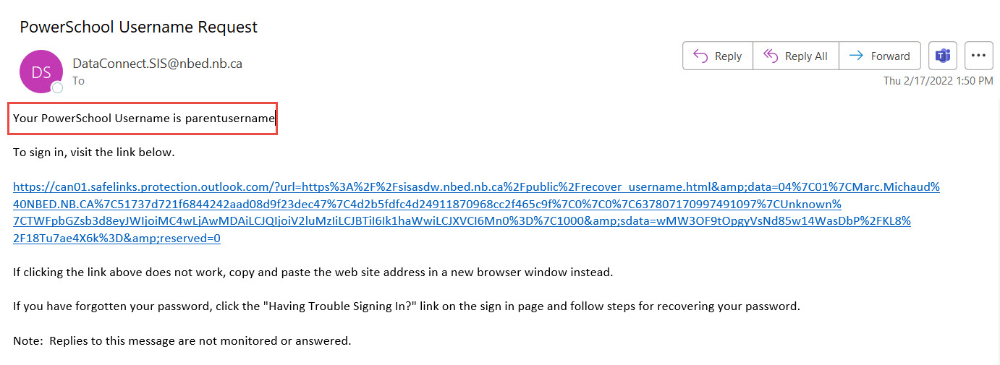 PowerSchool Username Request
DS
DataConnect.SIS@nbed.nb.ca
To
Reply
Reply All
Forward
Thu 2/17/2022 1:50 PM
Your PowerSchool Username is parentusername
To sign in, visit the link below.
https://can01.safelinks.protection.outlook.com/?url=https%3A%2F%2Fsisasdw.nbed.nb.ca%2Fpublic%2Frecover_username.html&amp;data=04%7C01%7CMarc.Michaud%
40NBED.NB.CA%7C51737d721f6844242aad08d9f23dec47%7C4d2b5fdfc4d24911870968cc2f465c9f%7C0%7C0%7C637807170997491097%7CUnknown%
7CTWFpbGZsb3d8eyJWIjoiMC4wLjAwMDAiLCJQIjoiV2luMzIiLCJBTiI6Ik1haWwiLCJXVCI6Mn0%3D%7C1000&amp;sdata=wMW3OF9tOpgyVsNd85w14WasDbP%2FKL8%
2F18Tu7ae4X6k%3D&amp;reserved=0
If clicking the link above does not work, copy and paste the web site address in a new browser window instead.
If you have forgotten your password, click the "Having Trouble Signing In?" link on the sign in page and follow steps for recovering your password.
Note:  Replies to this message are not monitored or answered.